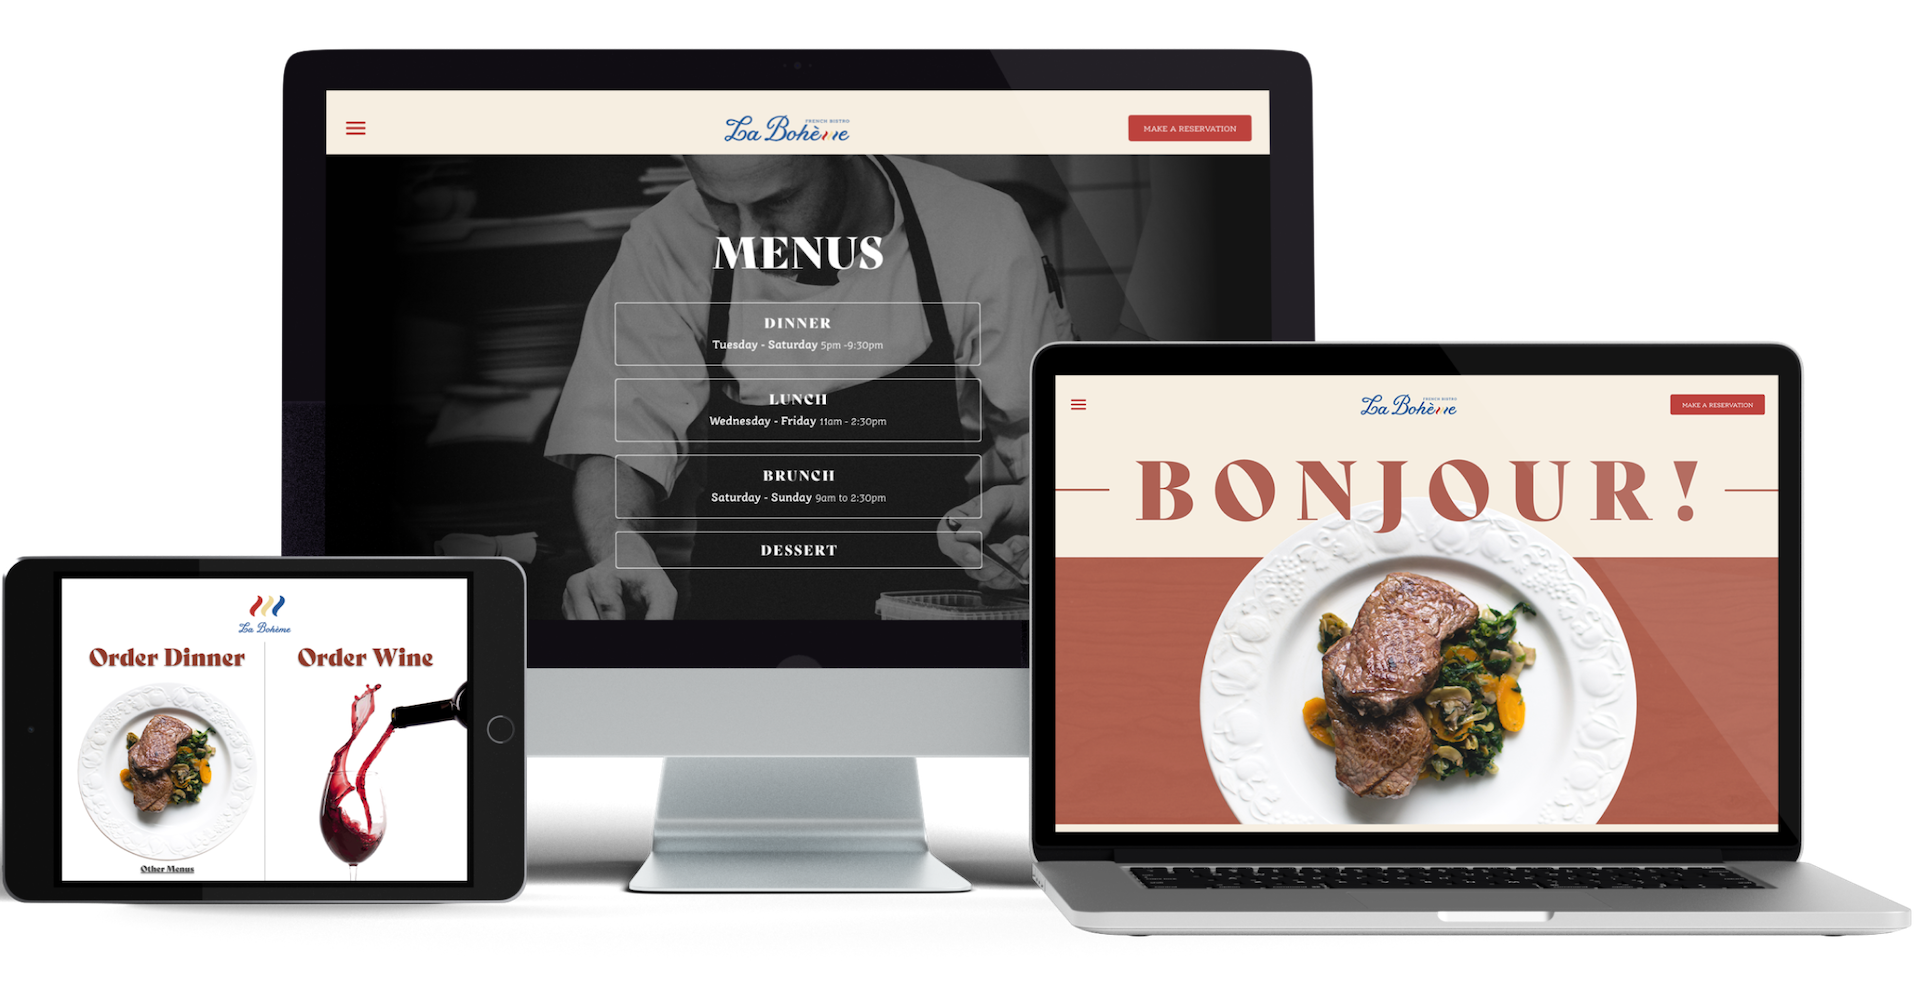 FRENCH BISTRO
La Bohème
MAKE A RESERVATION
MENUS
DINNER
Tuesday - Saturday 5pm -9:30pm
LUNCH
Wednesday - Friday 11am - 2:30pm
BRUNCH
Saturday - Sunday 9am to 2:30pm
DESSERT
FRENCH BISTRO
La Bohème
MAKE A RESERVATION
BONJOUR!
La Bohème
Order Dinner
Order Wine
Other Menus